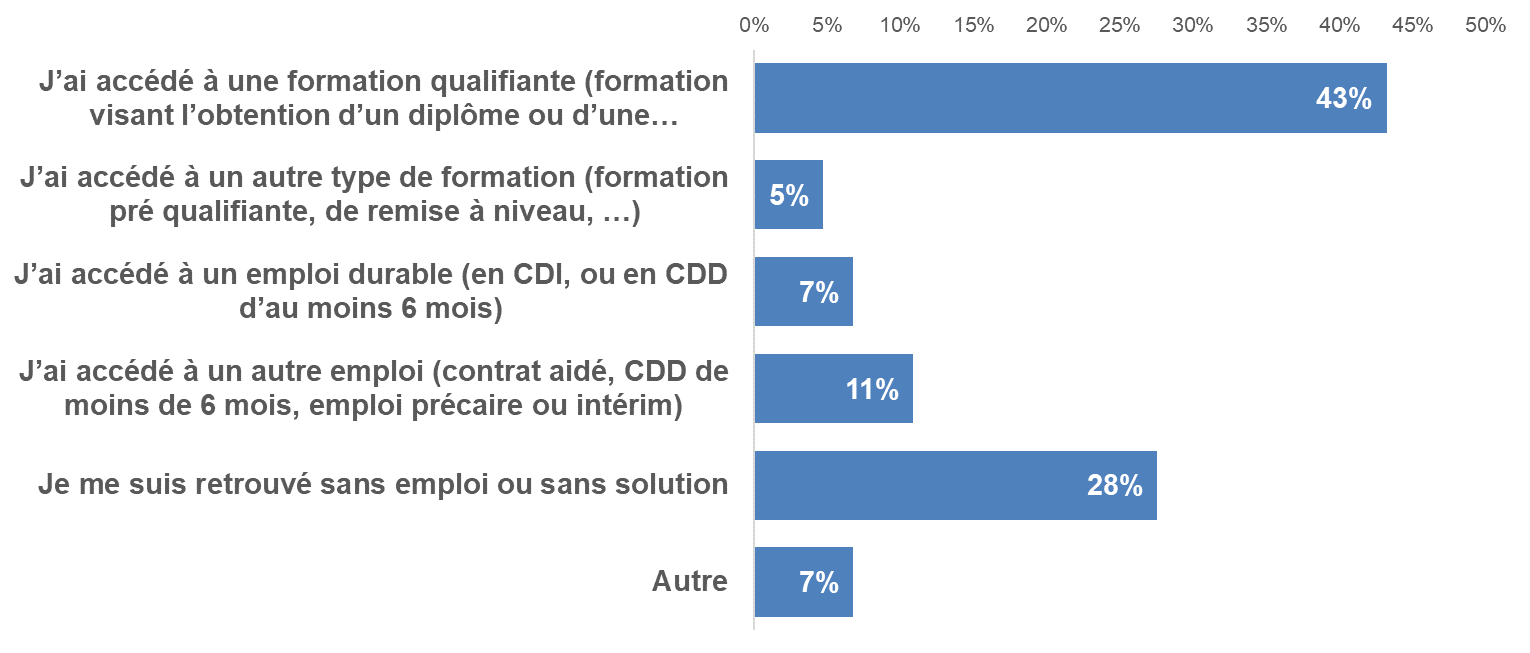 0% 5% 10% 15% 20% 25% 30% 35% 40% 45% 50%
J’ai accédé à une formation qualifiante (formation
visant l’obtention d’un diplôme ou d’une…
43%
J’ai accédé à un autre type de formation (formation
pré qualifiante, de remise à niveau, …)
5%
J’ai accédé à un emploi durable (en CDI, ou en CDD
d’au moins 6 mois)
7%
J’ai accédé à un autre emploi (contrat aidé, CDD de
moins de 6 mois, emploi précaire ou intérim)
11%
Je me suis retrouvé sans emploi ou sans solution
28%
Autre
7%